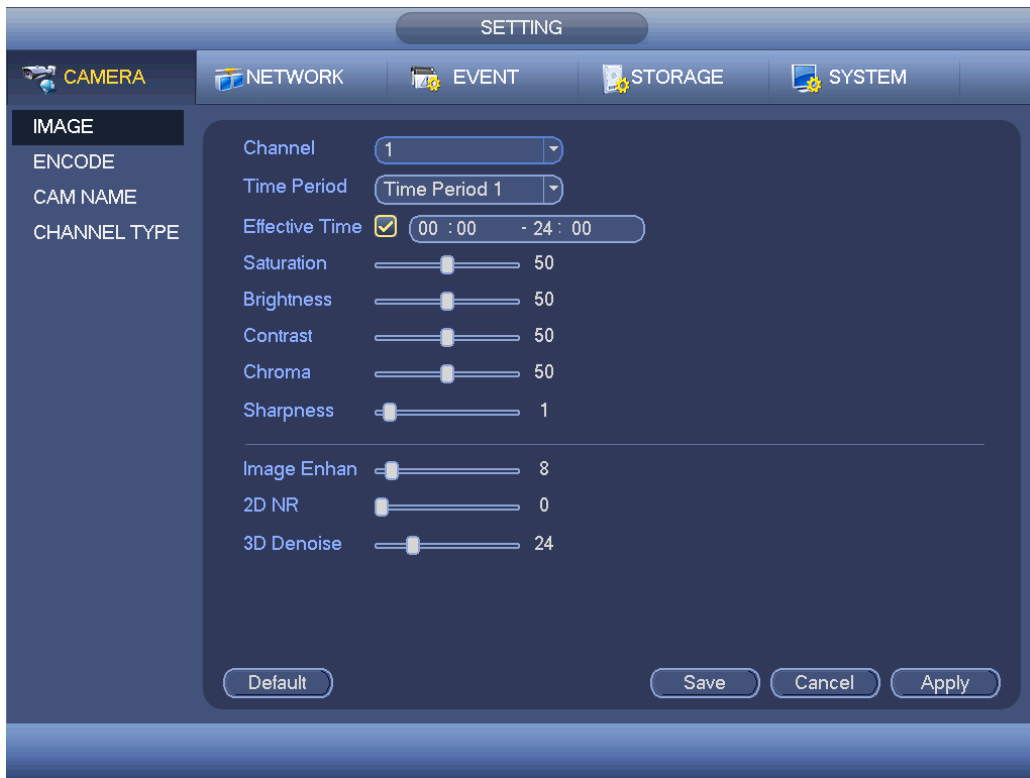 SETTING
CAMERA NETWORK EVENT STORAGE SYSTEM
IMAGE
ENCODE
CAM NAME
CHANNEL TYPE
Channel 1
Time Period Time Period 1
Effective Time 00 :00 - 24 : 00
Saturation 50
Brightness 50
Contrast 50
Chroma 50
Sharpness 1
Image Enhan 8
2D NR 0
3D Denoise 24
Default Save Cancel Apply